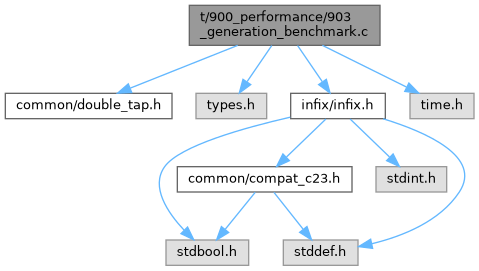 t/900_performance/903
_generation_benchmark.c
common/double_tap.h
types.h
infix/infix.h
time.h
common/compat_c23.h
stdint.h
stdbool.h
stddef.h